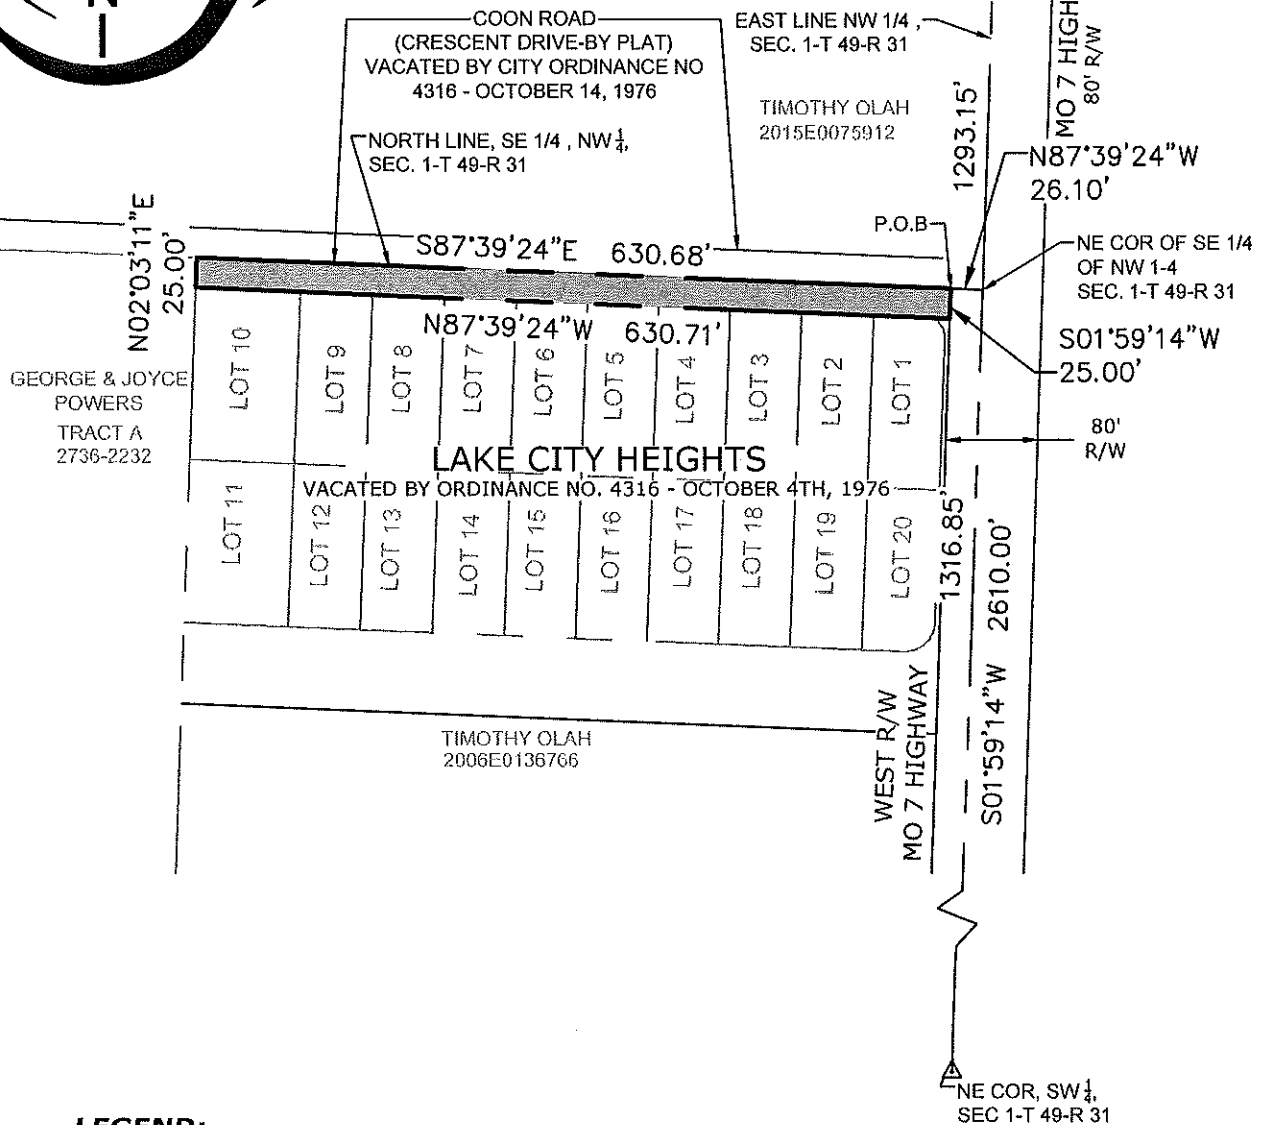 N
COON ROAD
(CRESCENT DRIVE-BY PLAT)
VACATED BY CITY ORDINANCE NO
4316 - OCTOBER 14, 1976
EAST LINE NW 1/4 ,
SEC. 1-T 49-R 31
MO 7 HIGH
80' R/W
TIMOTHY OLAH
2015E0075912
1293.15'
NORTH LINE, SE 1/4 , NW 1/4,
SEC. 1-T 49-R 31
N87°39'24"W
26.10'
P.O.B
NE COR OF SE 1/4
OF NW 1-4
SEC. 1-T 49-R 31
N02°03'11"E
25.00'
S87°39'24"E 630.68'
N87°39'24"W 630.71'
S01°59'14"W
25.00'
GEORGE & JOYCE
POWERS
TRACT A
2736-2232
LOT 10
LOT 9
LOT 8
LOT 7
LOT 6
LOT 5
LOT 4
LOT 3
LOT 2
LOT 1
80'
R/W
LAKE CITY HEIGHTS
VACATED BY ORDINANCE NO. 4316 - OCTOBER 4TH, 1976
LOT 11
LOT 12
LOT 13
LOT 14
LOT 15
LOT 16
LOT 17
LOT 18
LOT 19
LOT 20
1316.85'
S01°59'14"W 2610.00'
WEST R/W
MO 7 HIGHWAY
TIMOTHY OLAH
2006E0136766
NE COR, SW 1/4,
SEC 1-T 49-R 31
LEGEND: